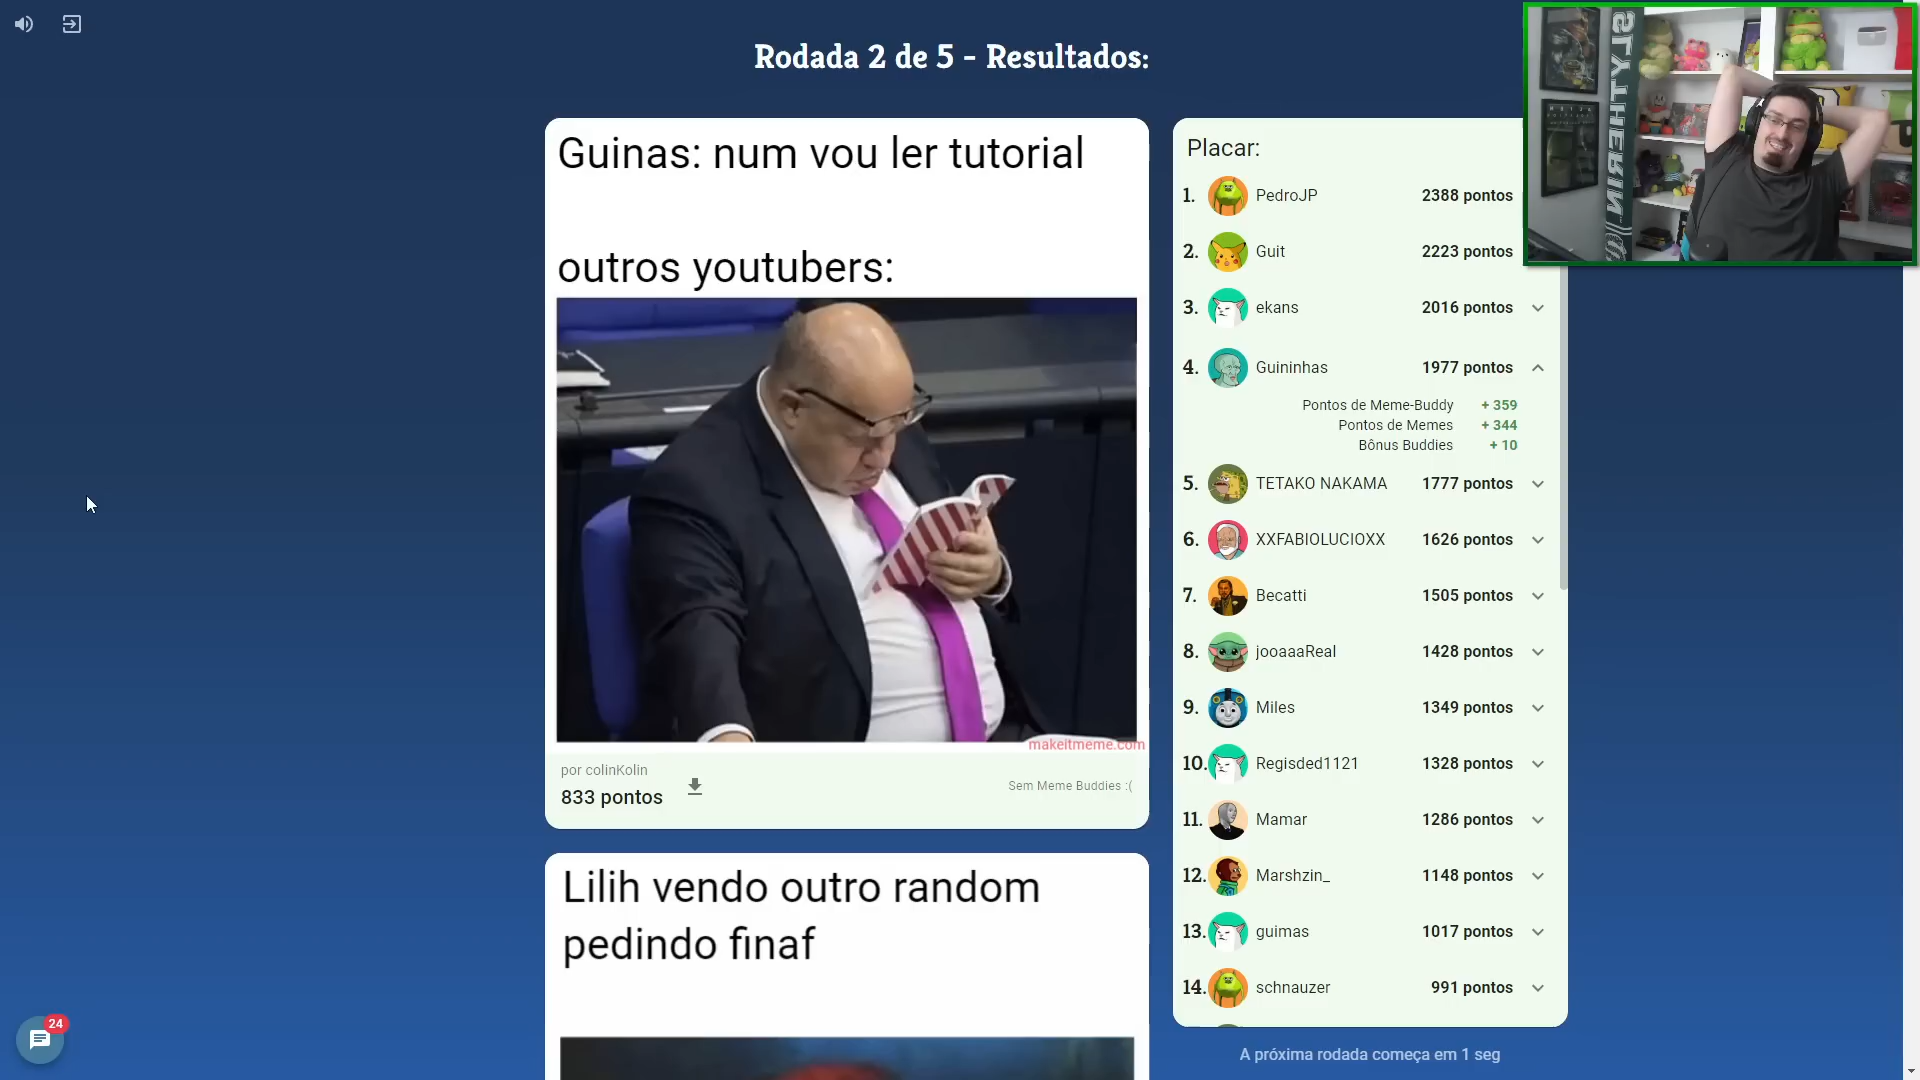 Rodada 2 de 5 - Resultados:
SLYTHERIN
Guinas: num vou ler tutorial
outros youtubers:
makeitmeme.com
por colinKolin
833 pontos
Sem Meme Buddies :(
Lilih vendo outro random
pedindo finaf
Placar:
1. PedroJP 2388 pontos
2. Guit 2223 pontos
3. ekans 2016 pontos
4. Guininhas 1977 pontos
Pontos de Meme-Buddy + 359
Pontos de Memes + 344
Bônus Buddies + 10
5. TETAKO NAKAMA 1777 pontos
6. XXFABIOLUCIOXX 1626 pontos
7. Becatti 1505 pontos
8. jooaaaReal 1428 pontos
9. Miles 1349 pontos
10. Regisded1121 1328 pontos
11. Mamar 1286 pontos
12. Marshzin_ 1148 pontos
13. guimas 1017 pontos
14. schnauzer 991 pontos
A próxima rodada começa em 1 seg
24